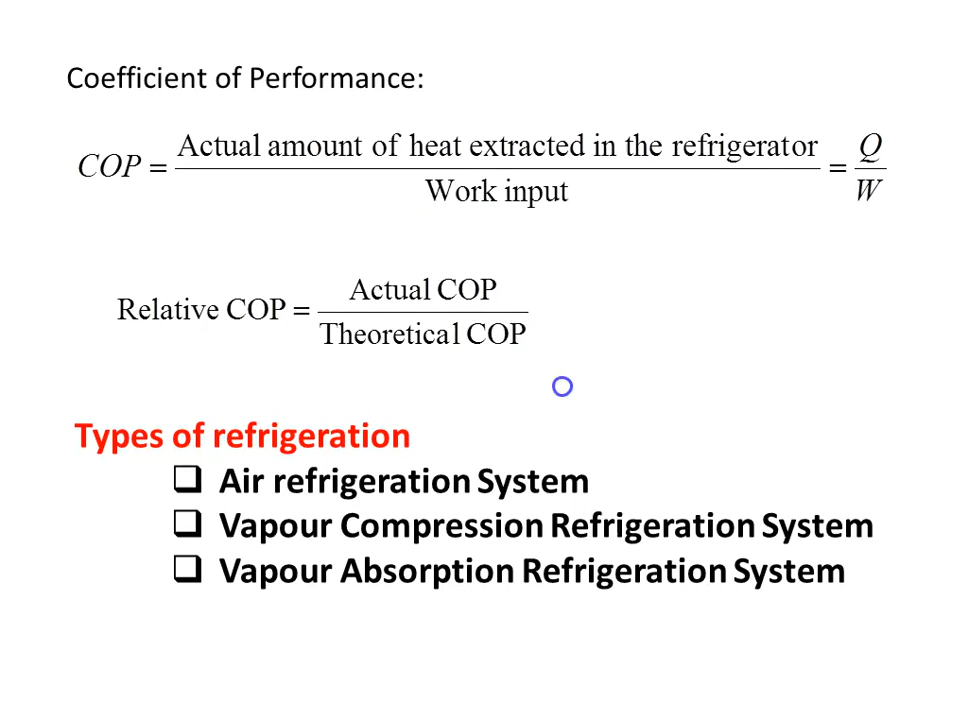 Coefficient of Performance:
COP = Actual amount of heat extracted in the refrigerator / Work input = Q / W
Relative COP = Actual COP / Theoretical COP
Types of refrigeration
❑ Air refrigeration System
❑ Vapour Compression Refrigeration System
❑ Vapour Absorption Refrigeration System